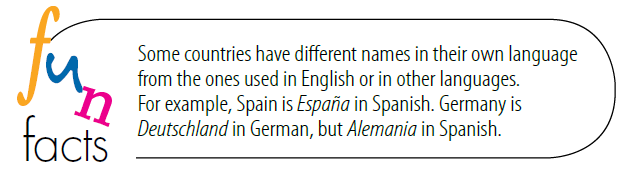 fun
facts
Some countries have different names in their own language
from the ones used in English or in other languages.
For example, Spain is España in Spanish. Germany is
Deutschland in German, but Alemania in Spanish.